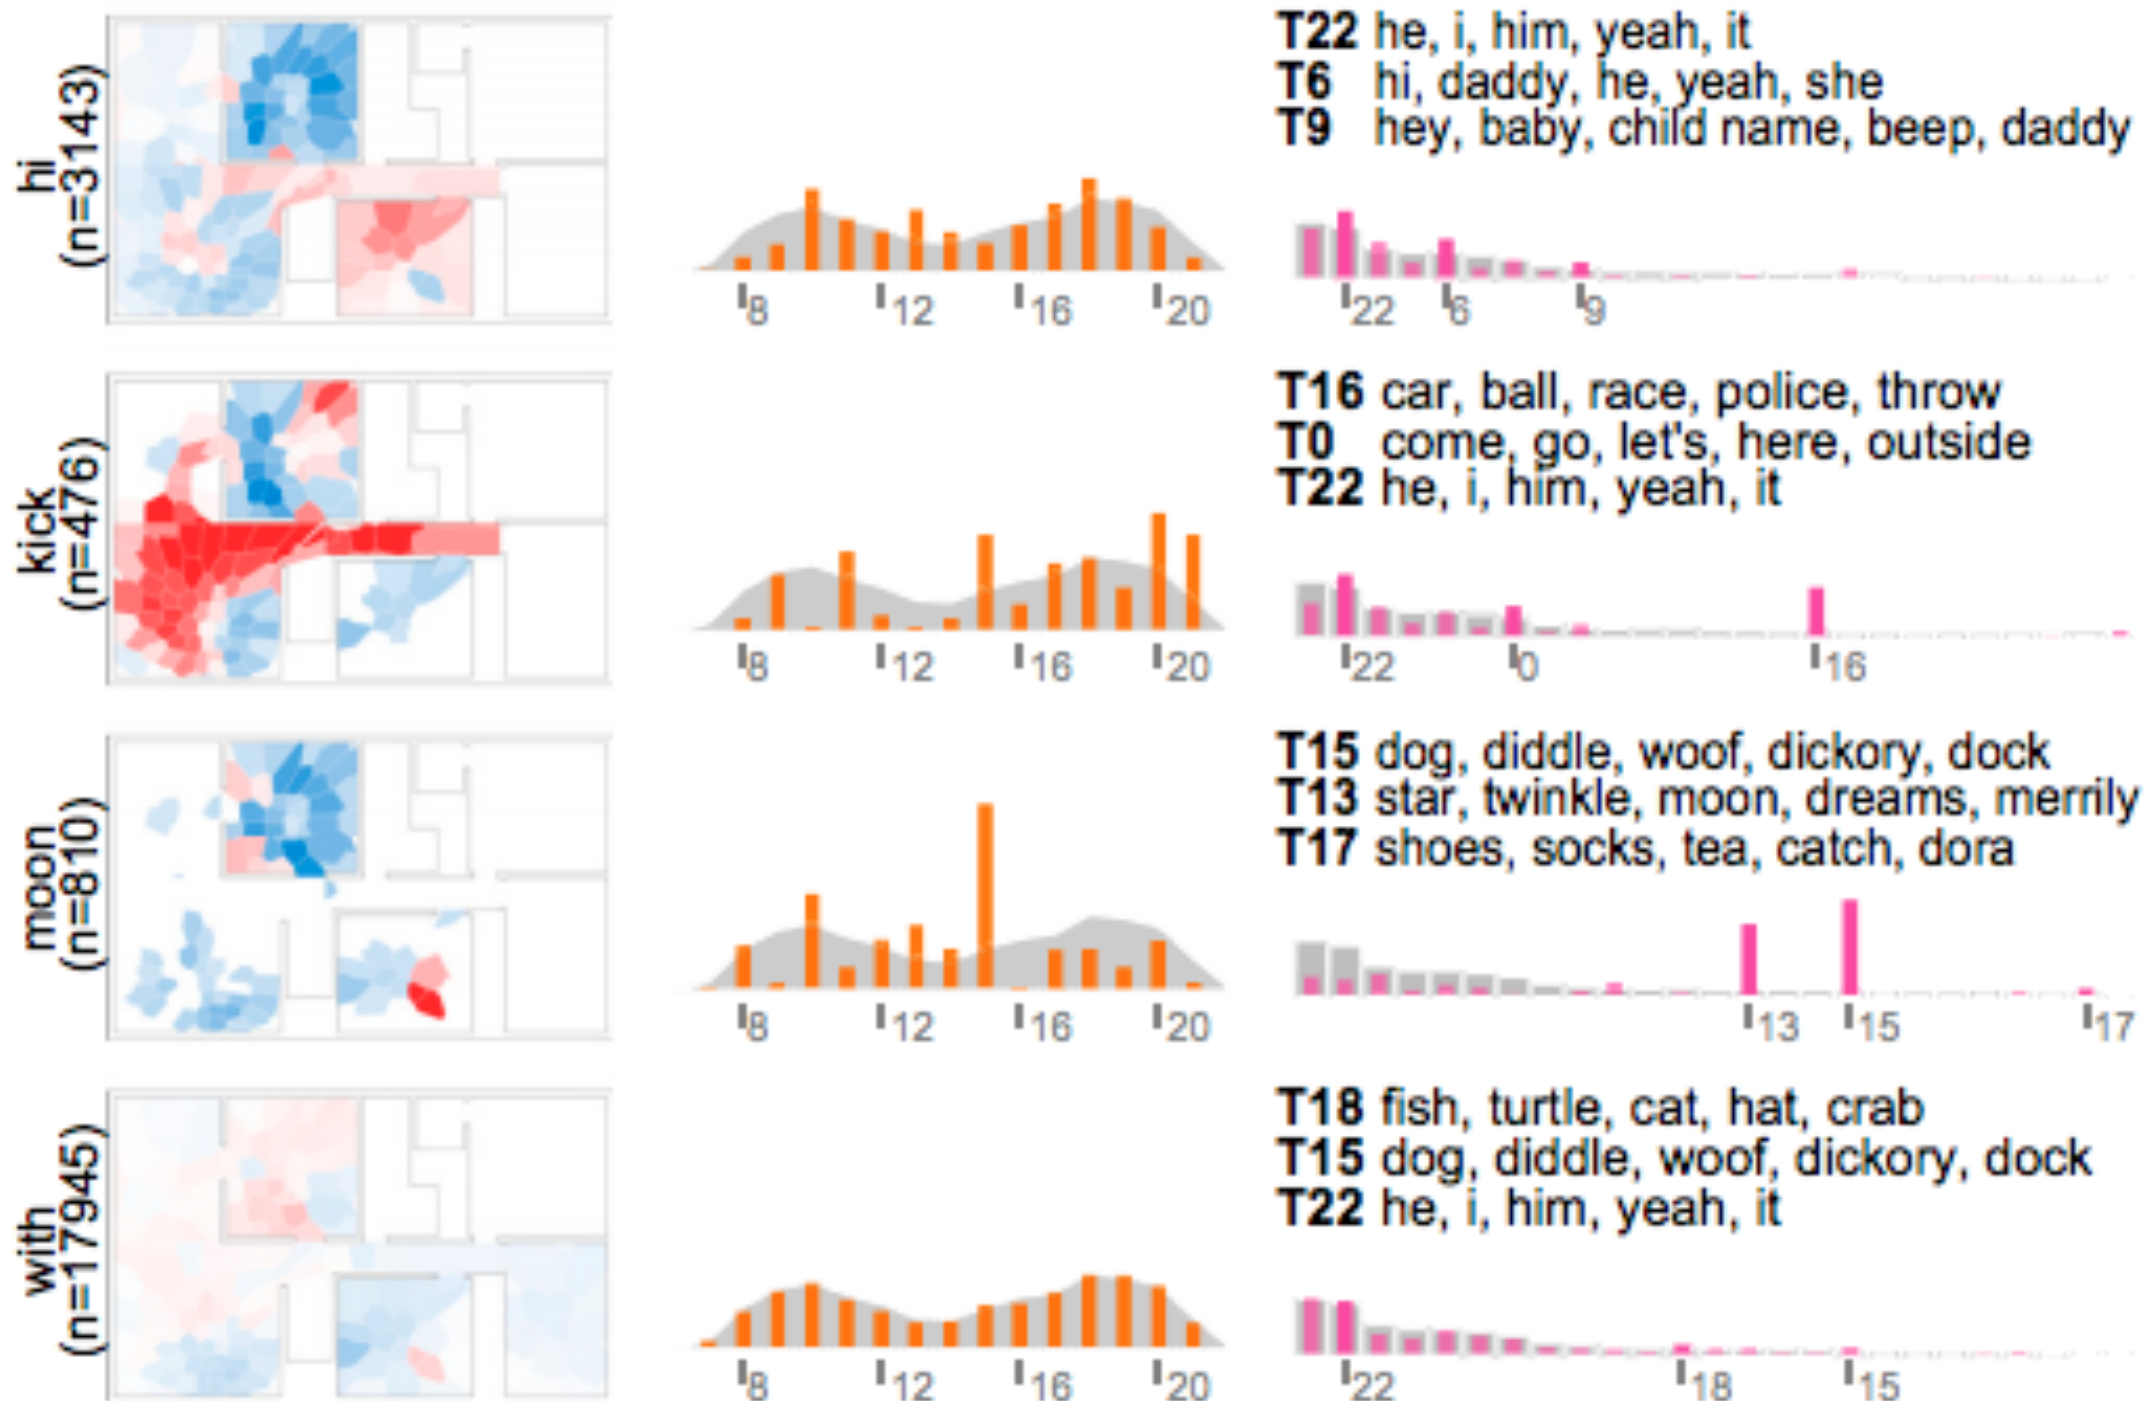 hi
(n=3143)
T22 he, i, him, yeah, it
T6 hi, daddy, he, yeah, she
T9 hey, baby, child name, beep, daddy
8 12 16 20
22 6 9
kick
(n=476)
T16 car, ball, race, police, throw
T0 come, go, let's, here, outside
T22 he, i, him, yeah, it
8 12 16 20
22 0 16
moon
(n=810)
T15 dog, diddle, woof, dickory, dock
T13 star, twinkle, moon, dreams, merrily
T17 shoes, socks, tea, catch, dora
8 12 16 20
13 15 17
with
(n=17945)
T18 fish, turtle, cat, hat, crab
T15 dog, diddle, woof, dickory, dock
T22 he, i, him, yeah, it
8 12 16 20
22 18 15